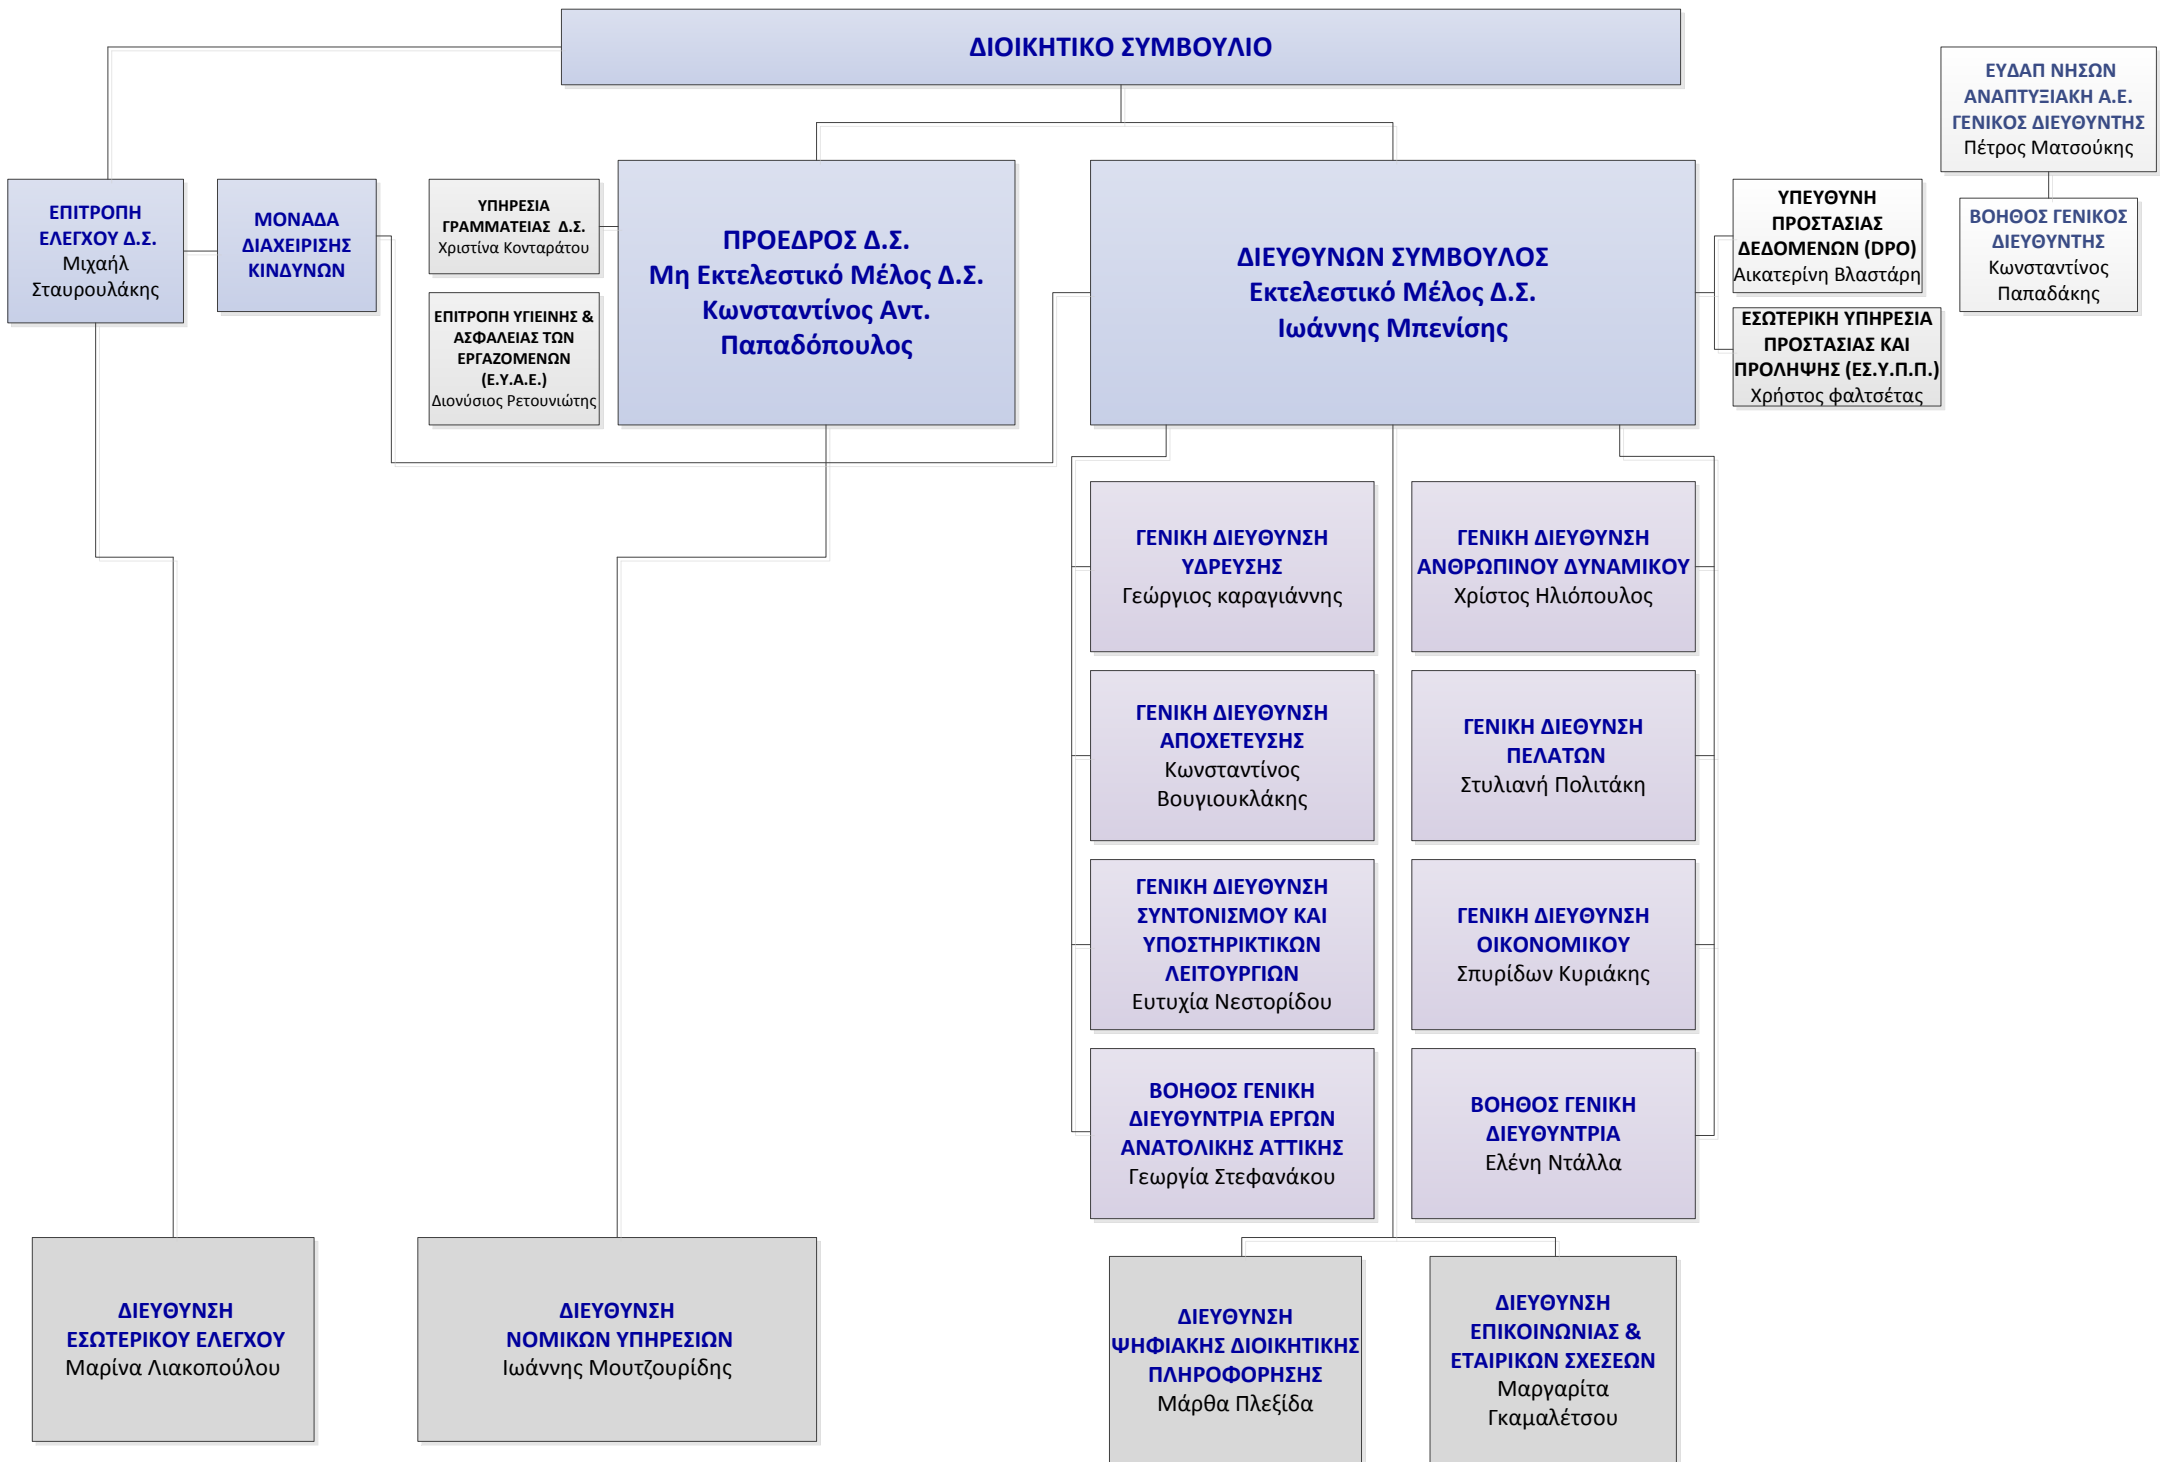 ΔΙΟΙΚΗΤΙΚΟ ΣΥΜΒΟΥΛΙΟ
ΕΥΔΑΠ ΝΗΣΩΝ
ΑΝΑΠΤΥΞΙΑΚΗ Α.Ε.
ΓΕΝΙΚΟΣ ΔΙΕΥΘΥΝΤΗΣ
Πέτρος Ματσούκης
ΕΠΙΤΡΟΠΗ
ΕΛΕΓΧΟΥ Δ.Σ.
Μιχαήλ
Σταυρουλάκης
ΜΟΝΑΔΑ
ΔΙΑΧΕΙΡΙΣΗΣ
ΚΙΝΔΥΝΩΝ
ΥΠΗΡΕΣΙΑ
ΓΡΑΜΜΑΤΕΙΑΣ Δ.Σ.
Χριστίνα Κονταράτου
ΕΠΙΤΡΟΠΗ ΥΓΙΕΙΝΗΣ &
ΑΣΦΑΛΕΙΑΣ ΤΩΝ
ΕΡΓΑΖΟΜΕΝΩΝ
(Ε.Υ.Α.Ε.)
Διονύσιος Ρετουνιώτης
ΠΡΟΕΔΡΟΣ Δ.Σ.
Μη Εκτελεστικό Μέλος Δ.Σ.
Κωνσταντίνος Αντ.
Παπαδόπουλος
ΔΙΕΥΘΥΝΩΝ ΣΥΜΒΟΥΛΟΣ
Εκτελεστικό Μέλος Δ.Σ.
Ιωάννης Μπενίσης
ΥΠΕΥΘΥΝΗ
ΠΡΟΣΤΑΣΙΑΣ
ΔΕΔΟΜΕΝΩΝ (DPO)
Αικατερίνη Βλαστάρη
ΕΣΩΤΕΡΙΚΗ ΥΠΗΡΕΣΙΑ
ΠΡΟΣΤΑΣΙΑΣ ΚΑΙ
ΠΡΟΛΗΨΗΣ (ΕΣ.Υ.Π.Π.)
Χρήστος φαλτσέτας
ΒΟΗΘΟΣ ΓΕΝΙΚΟΣ
ΔΙΕΥΘΥΝΤΗΣ
Κωνσταντίνος
Παπαδάκης
ΓΕΝΙΚΗ ΔΙΕΥΘΥΝΣΗ
ΥΔΡΕΥΣΗΣ
Γεώργιος καραγιάννης
ΓΕΝΙΚΗ ΔΙΕΥΘΥΝΣΗ
ΑΝΘΡΩΠΙΝΟΥ ΔΥΝΑΜΙΚΟΥ
Χρίστος Ηλιόπουλος
ΓΕΝΙΚΗ ΔΙΕΥΘΥΝΣΗ
ΑΠΟΧΕΤΕΥΣΗΣ
Κωνσταντίνος
Βουγιουκλάκης
ΓΕΝΙΚΗ ΔΙΕΘΥΝΣΗ
ΠΕΛΑΤΩΝ
Στυλιανή Πολιτάκη
ΓΕΝΙΚΗ ΔΙΕΥΘΥΝΣΗ
ΣΥΝΤΟΝΙΣΜΟΥ ΚΑΙ
ΥΠΟΣΤΗΡΙΚΤΙΚΩΝ
ΛΕΙΤΟΥΡΓΙΩΝ
Ευτυχία Νεστορίδου
ΓΕΝΙΚΗ ΔΙΕΥΘΥΝΣΗ
ΟΙΚΟΝΟΜΙΚΟΥ
Σπυρίδων Κυριάκης
ΒΟΗΘΟΣ ΓΕΝΙΚΗ
ΔΙΕΥΘΥΝΤΡΙΑ ΕΡΓΩΝ
ΑΝΑΤΟΛΙΚΗΣ ΑΤΤΙΚΗΣ
Γεωργία Στεφανάκου
ΒΟΗΘΟΣ ΓΕΝΙΚΗ
ΔΙΕΥΘΥΝΤΡΙΑ
Ελένη Ντάλλα
ΔΙΕΥΘΥΝΣΗ
ΕΣΩΤΕΡΙΚΟΥ ΕΛΕΓΧΟΥ
Μαρίνα Λιακοπούλου
ΔΙΕΥΘΥΝΣΗ
ΝΟΜΙΚΩΝ ΥΠΗΡΕΣΙΩΝ
Ιωάννης Μουτζουρίδης
ΔΙΕΥΘΥΝΣΗ
ΨΗΦΙΑΚΗΣ ΔΙΟΙΚΗΤΙΚΗΣ
ΠΛΗΡΟΦΟΡΗΣΗΣ
Μάρθα Πλεξίδα
ΔΙΕΥΘΥΝΣΗ
ΕΠΙΚΟΙΝΩΝΙΑΣ &
ΕΤΑΙΡΙΚΩΝ ΣΧΕΣΕΩΝ
Μαργαρίτα
Γκαμαλέτσου